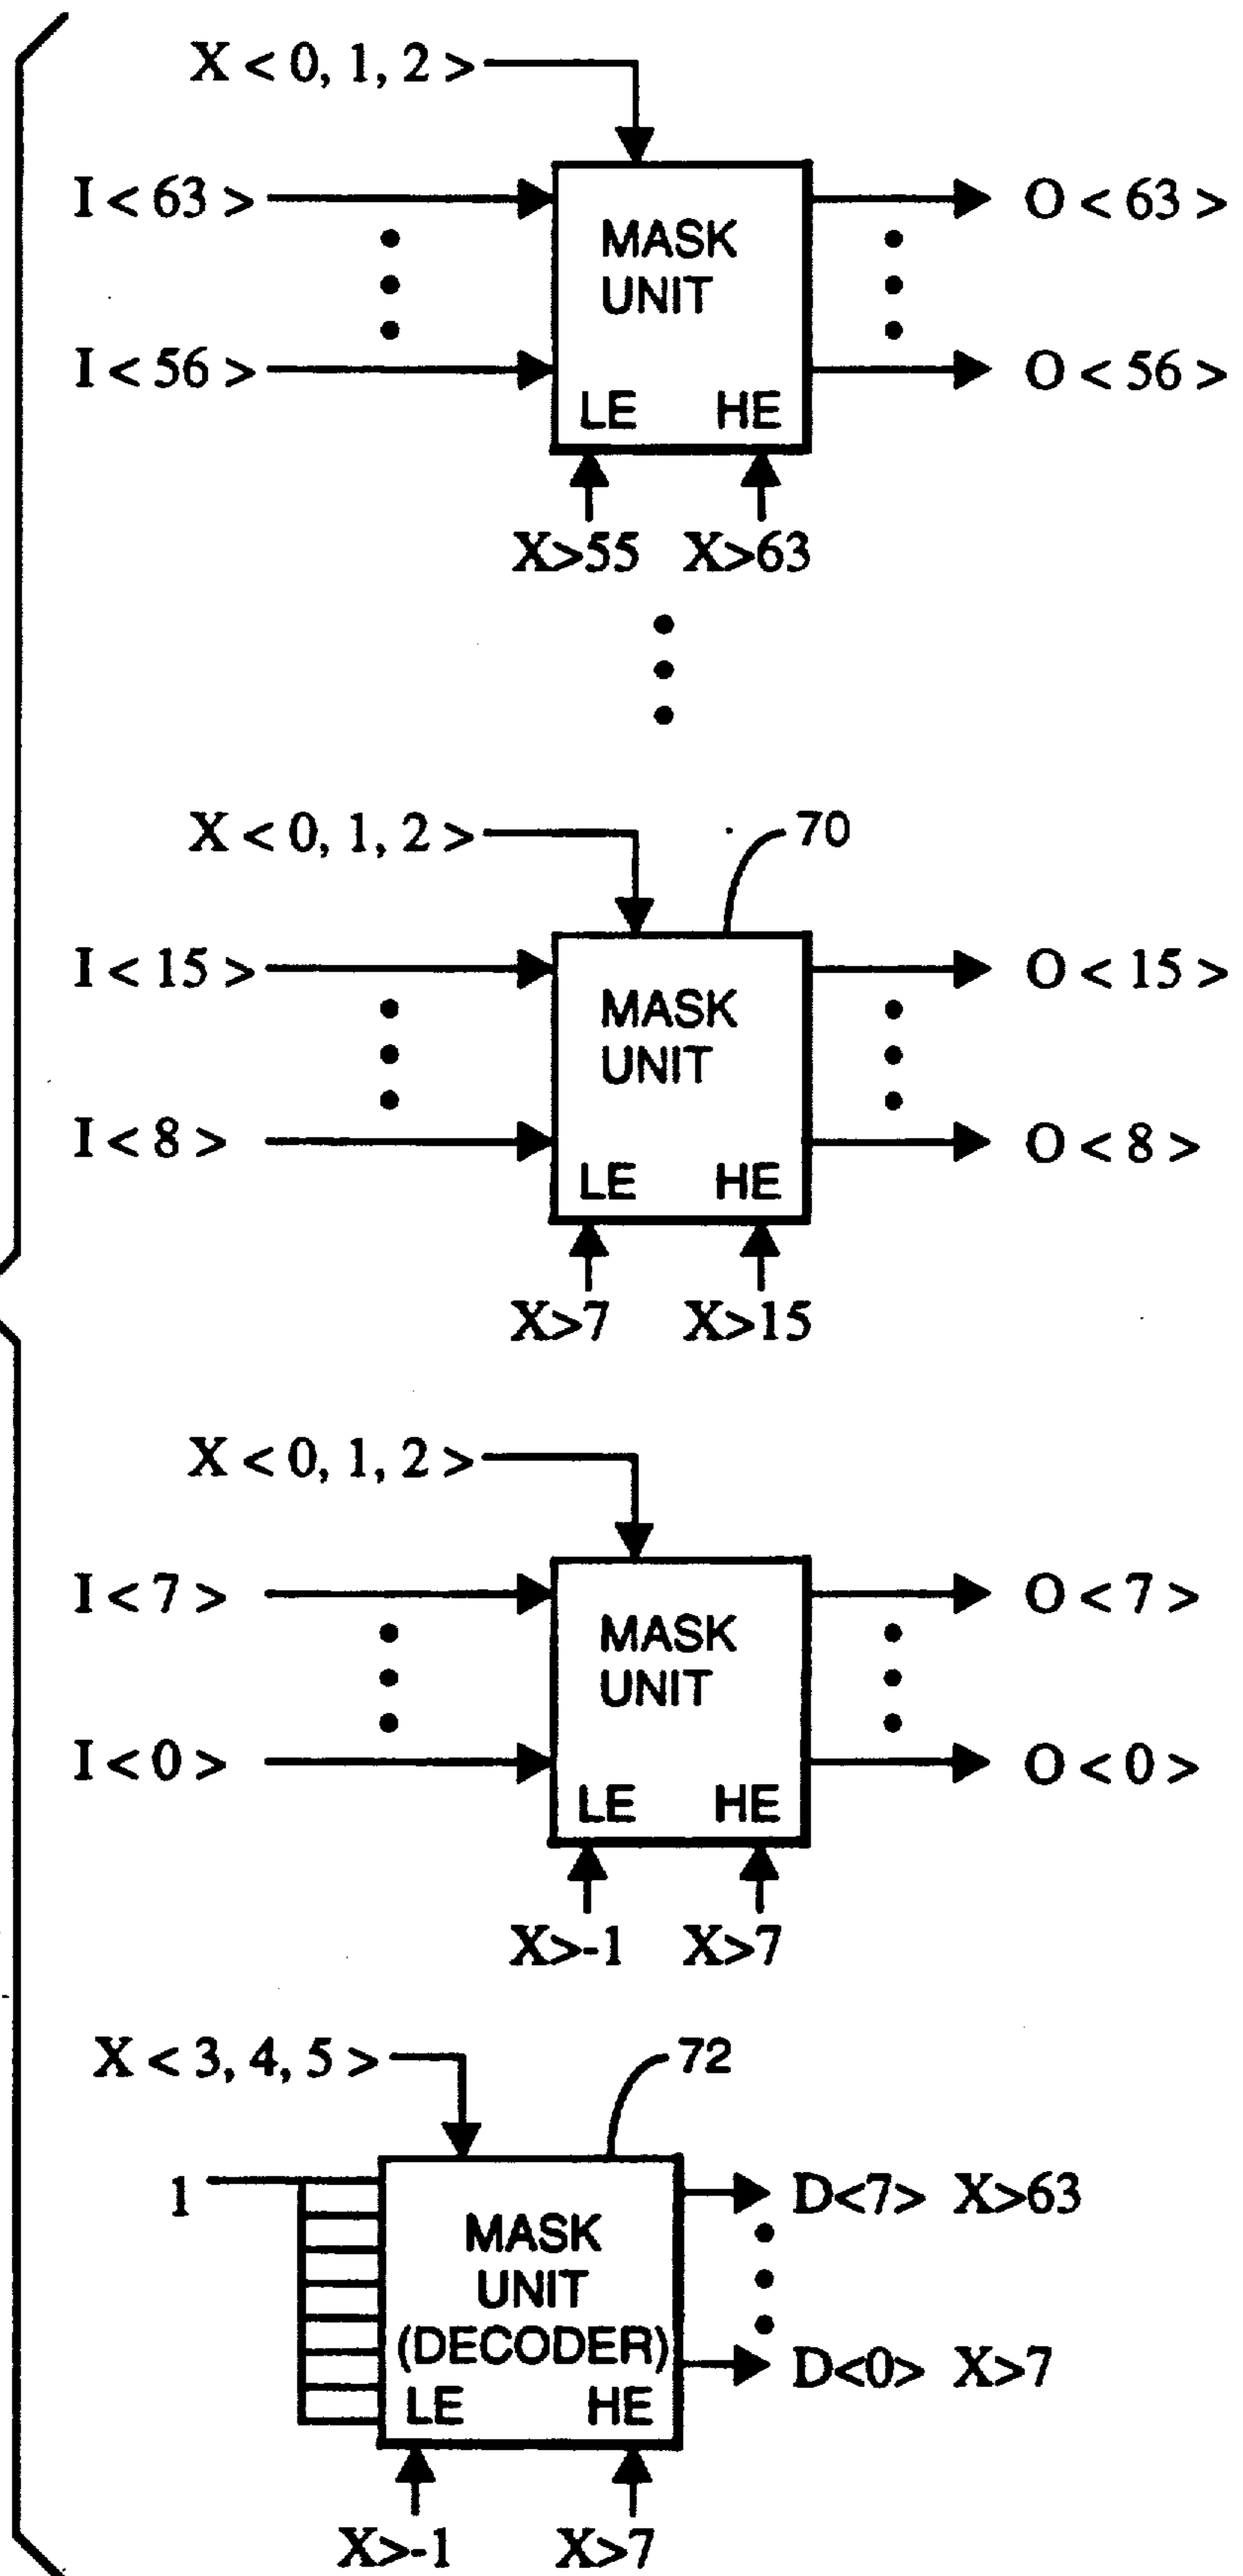 X < 0, 1, 2 >
I < 63 >
O < 63 >
MASK
UNIT
I < 56 >
O < 56 >
LE HE
X>55 X>63
X < 0, 1, 2 >
70
I < 15 >
O < 15 >
MASK
UNIT
I < 8 >
O < 8 >
LE HE
X>7 X>15
X < 0, 1, 2 >
I < 7 >
O < 7 >
MASK
UNIT
I < 0 >
O < 0 >
LE HE
X>-1 X>7
X < 3, 4, 5 >
72
1
D<7> X>63
MASK
UNIT
(DECODER)
D<0> X>7
LE HE
X>-1 X>7